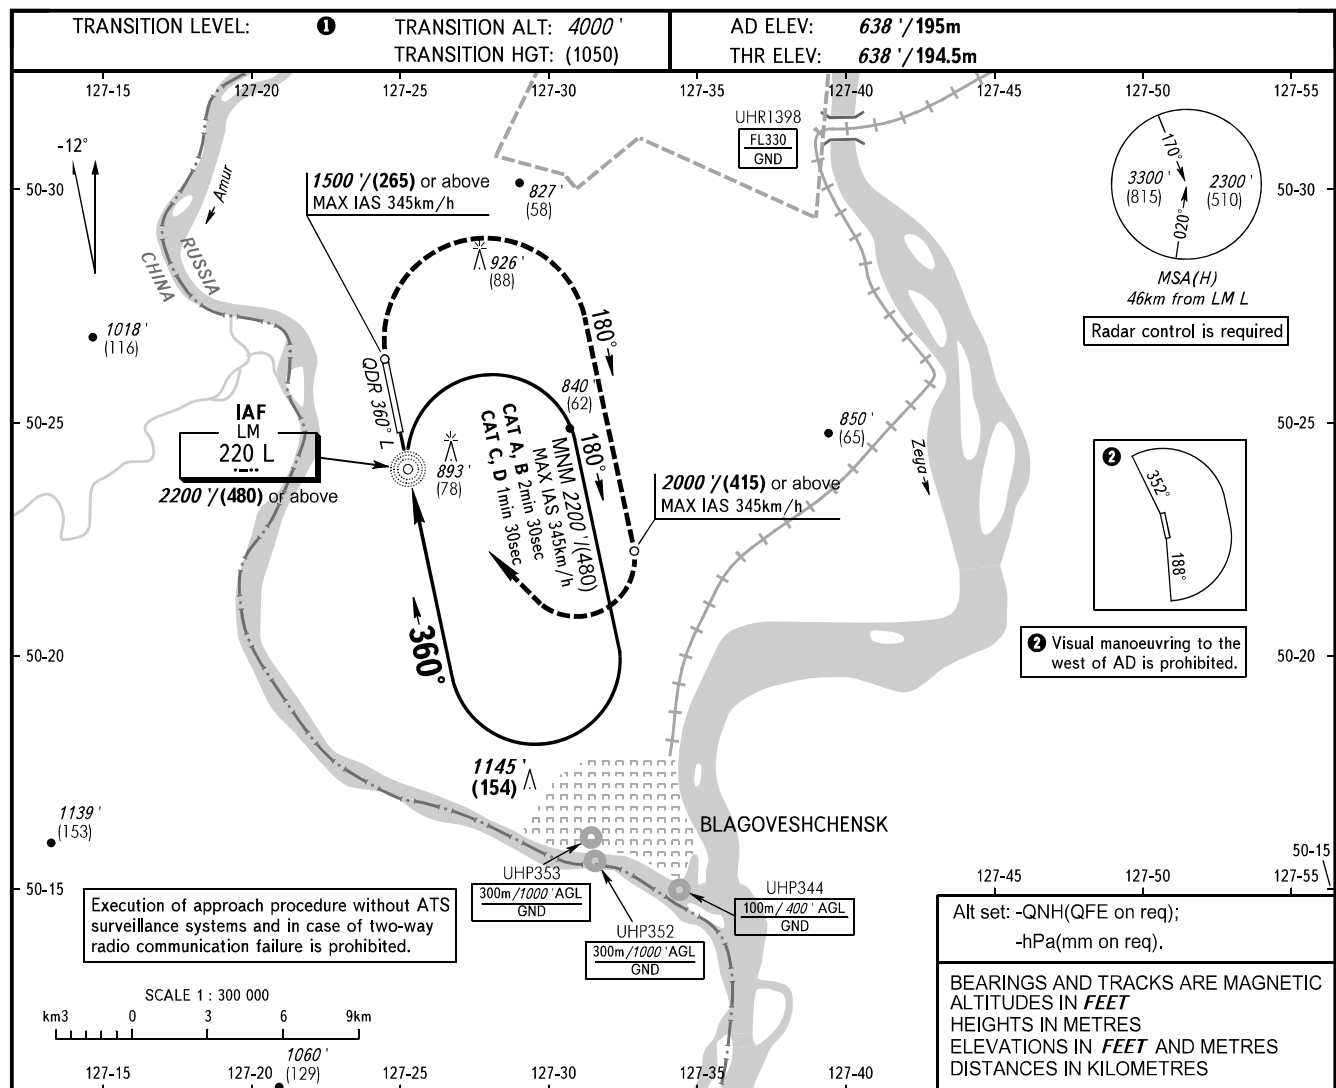 TRANSITION LEVEL: 1 TRANSITION ALT: 4000 '
TRANSITION HGT: (1050)
AD ELEV: 638 '/195m
THR ELEV: 638 '/194.5m
127-15 127-20 127-25 127-30 127-35 127-40 127-45 127-50 127-55
UHR1398
FL330
GND
-12°
50-30
Amur
1500 '/(265) or above
MAX IAS 345km/h
827 '
(58)
170°
3300 '
(815)
2300 '
(510)
020°
50-30
MSA(H)
46km from LM L
Radar control is required
RUSSIA
CHINA
926 '
(88)
180°
1018 '
(116)
QDR 360° L
840 '
(62)
50-25
IAF
LM
220 L
2200 '/(480) or above
893 '
(78)
180°
MNM 2200 '/(480)
MAX IAS 345km/h
CAT A, B 2min 30sec
CAT C, D 1min 30sec
850 '
(65)
Zeya
50-25
2000 '/(415) or above
MAX IAS 345km/h
2
352°
188°
360°
50-20
2 Visual manoeuvring to the
west of AD is prohibited.
50-20
1145 '
(154)
1139 '
(153)
BLAGOVESHCHENSK
50-15
UHP353
300m/1000 'AGL
GND
UHP352
300m/1000 'AGL
GND
UHP344
100m/400 ' AGL
GND
127-45 127-50 127-55
50-15
Execution of approach procedure without ATS
surveillance systems and in case of two-way
radio communication failure is prohibited.
Alt set: -QNH(QFE on req);
-hPa(mm on req).
BEARINGS AND TRACKS ARE MAGNETIC
ALTITUDES IN FEET
HEIGHTS IN METRES
ELEVATIONS IN FEET AND METRES
DISTANCES IN KILOMETRES
SCALE 1 : 300 000
km3 0 3 6 9km
1060 '
(129)
127-15 127-20 127-25 127-30 127-35 127-40